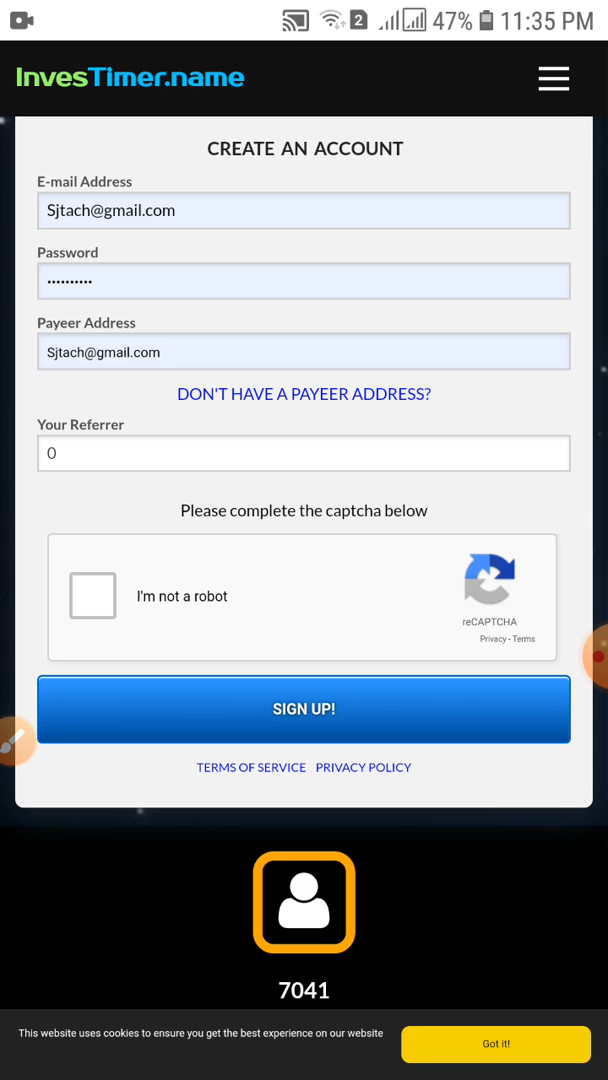 2 47% 11:35 PM
InvesTimer.name
CREATE AN ACCOUNT
E-mail Address
Sjtach@gmail.com
Password
••••••••••
Payeer Address
Sjtach@gmail.com
DON'T HAVE A PAYEER ADDRESS?
Your Referrer
0
Please complete the captcha below
I'm not a robot
reCAPTCHA
Privacy - Terms
SIGN UP!
TERMS OF SERVICE PRIVACY POLICY
7041
This website uses cookies to ensure you get the best experience on our website
Got it!